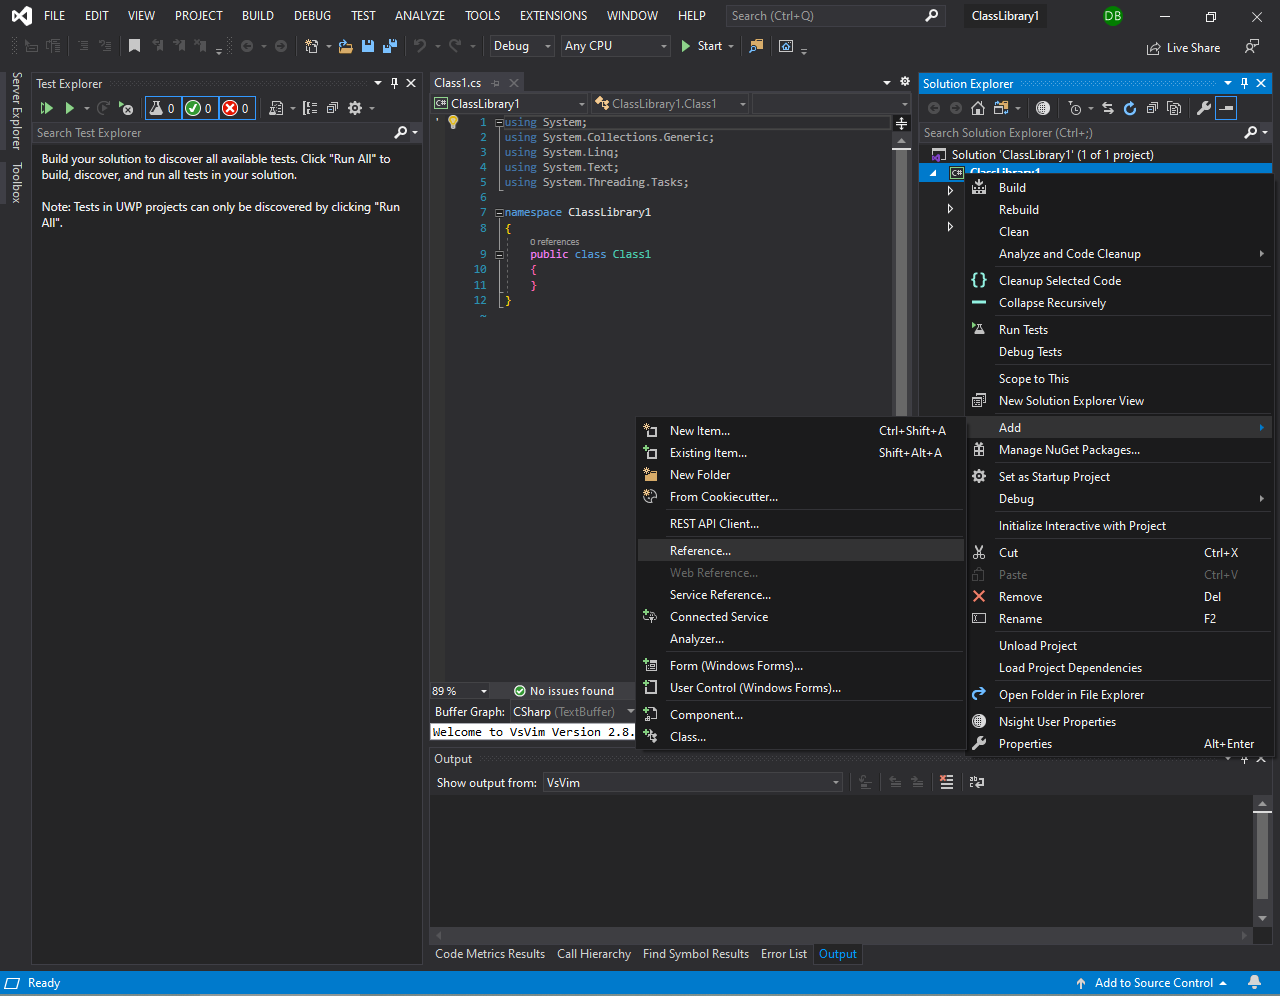 FILE EDIT VIEW PROJECT BUILD DEBUG TEST ANALYZE TOOLS EXTENSIONS WINDOW HELP Search (Ctrl+Q) ClassLibrary1 DB
Debug Any CPU Start Live Share
Server Explorer
Toolbox
Test Explorer
0 0 0
Search Test Explorer
Build your solution to discover all available tests. Click "Run All" to
build, discover, and run all tests in your solution.
Note: Tests in UWP projects can only be discovered by clicking "Run
All".
Class1.cs
C# ClassLibrary1 ClassLibrary1.Class1
1 using System;
2 using System.Collections.Generic;
3 using System.Linq;
4 using System.Text;
5 using System.Threading.Tasks;
6
7 namespace ClassLibrary1
8 {
0 references
9 public class Class1
10 {
11 }
12 }
~
89 % No issues found
Buffer Graph: CSharp (TextBuffer)
Welcome to VsVim Version 2.8.
Output
Show output from: VsVim
Code Metrics Results Call Hierarchy Find Symbol Results Error List Output
Solution Explorer
Search Solution Explorer (Ctrl+;)
Solution 'ClassLibrary1' (1 of 1 project)
C# ClassLibrary1
Build
Rebuild
Clean
Analyze and Code Cleanup
Cleanup Selected Code
Collapse Recursively
Run Tests
Debug Tests
Scope to This
New Solution Explorer View
Add
Manage NuGet Packages...
Set as Startup Project
Debug
Initialize Interactive with Project
Cut Ctrl+X
Paste Ctrl+V
Remove Del
Rename F2
Unload Project
Load Project Dependencies
Open Folder in File Explorer
Nsight User Properties
Properties Alt+Enter
New Item... Ctrl+Shift+A
Existing Item... Shift+Alt+A
New Folder
From Cookiecutter...
REST API Client...
Reference...
Web Reference...
Service Reference...
Connected Service
Analyzer...
Form (Windows Forms)...
User Control (Windows Forms)...
Component...
Class...
Ready Add to Source Control